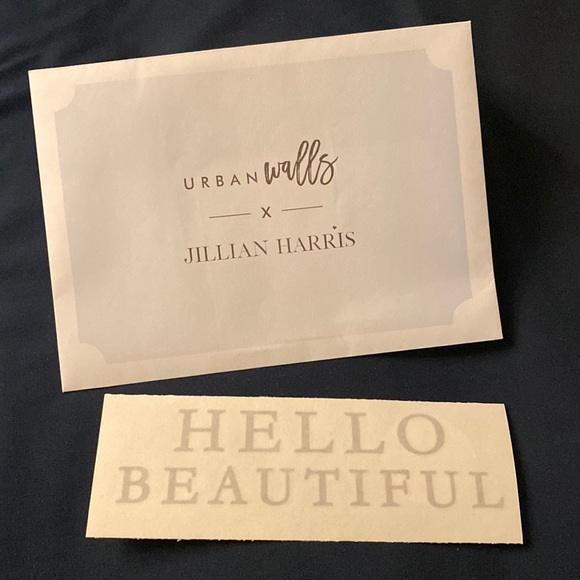 URBAN walls
X
JILLIAN HARRIS
HELLO
BEAUTIFUL